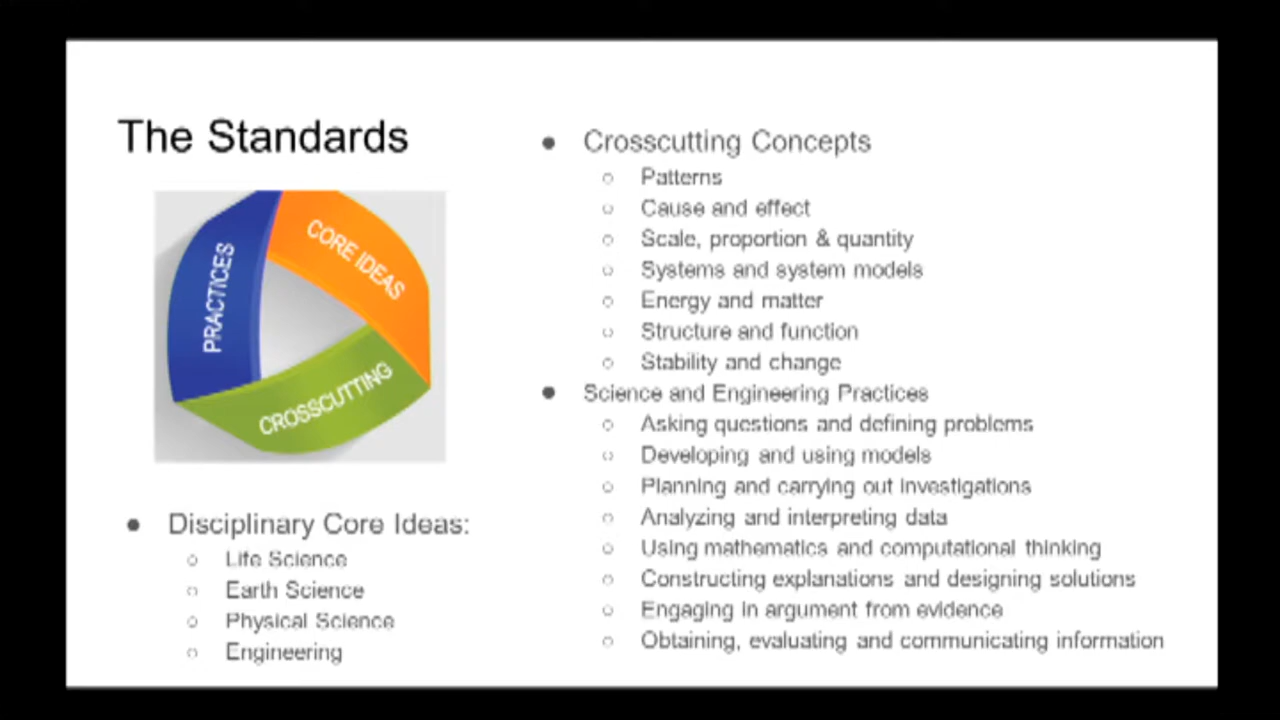 The Standards
PRACTICES
CORE IDEAS
CROSSCUTTING
Disciplinary Core Ideas:
Life Science
Earth Science
Physical Science
Engineering
Crosscutting Concepts
Patterns
Cause and effect
Scale, proportion & quantity
Systems and system models
Energy and matter
Structure and function
Stability and change
Science and Engineering Practices
Asking questions and defining problems
Developing and using models
Planning and carrying out investigations
Analyzing and interpreting data
Using mathematics and computational thinking
Constructing explanations and designing solutions
Engaging in argument from evidence
Obtaining, evaluating and communicating information